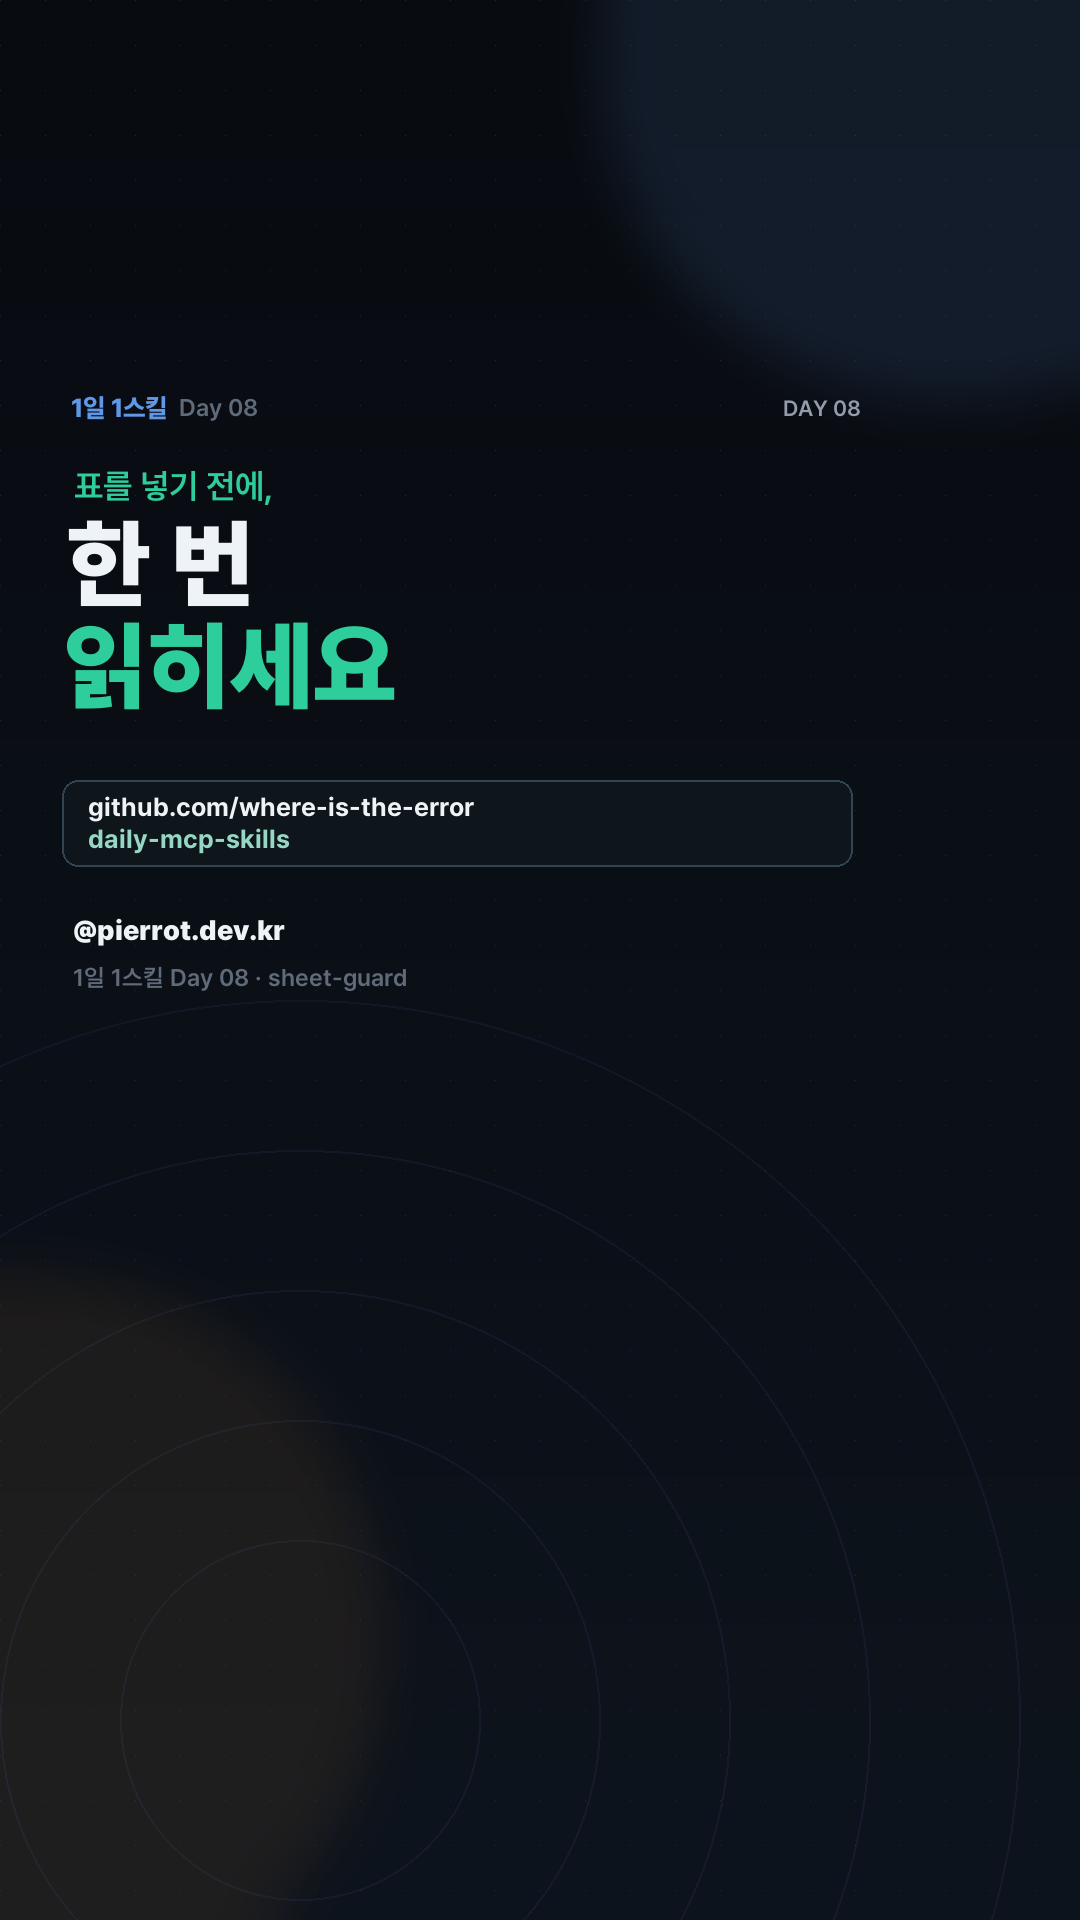 1일 1스킬 Day 08 DAY 08
표를 넣기 전에,
한 번
읽히세요
github.com/where-is-the-error
daily-mcp-skills
@pierrot.dev.kr
1일 1스킬 Day 08 · sheet-guard